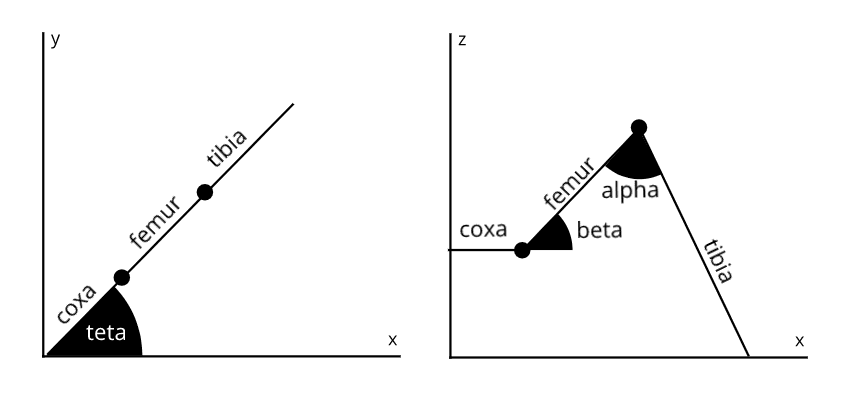 y
tibia
femur
coxa
teta
x
z
femur
alpha
coxa
beta
tibia
x